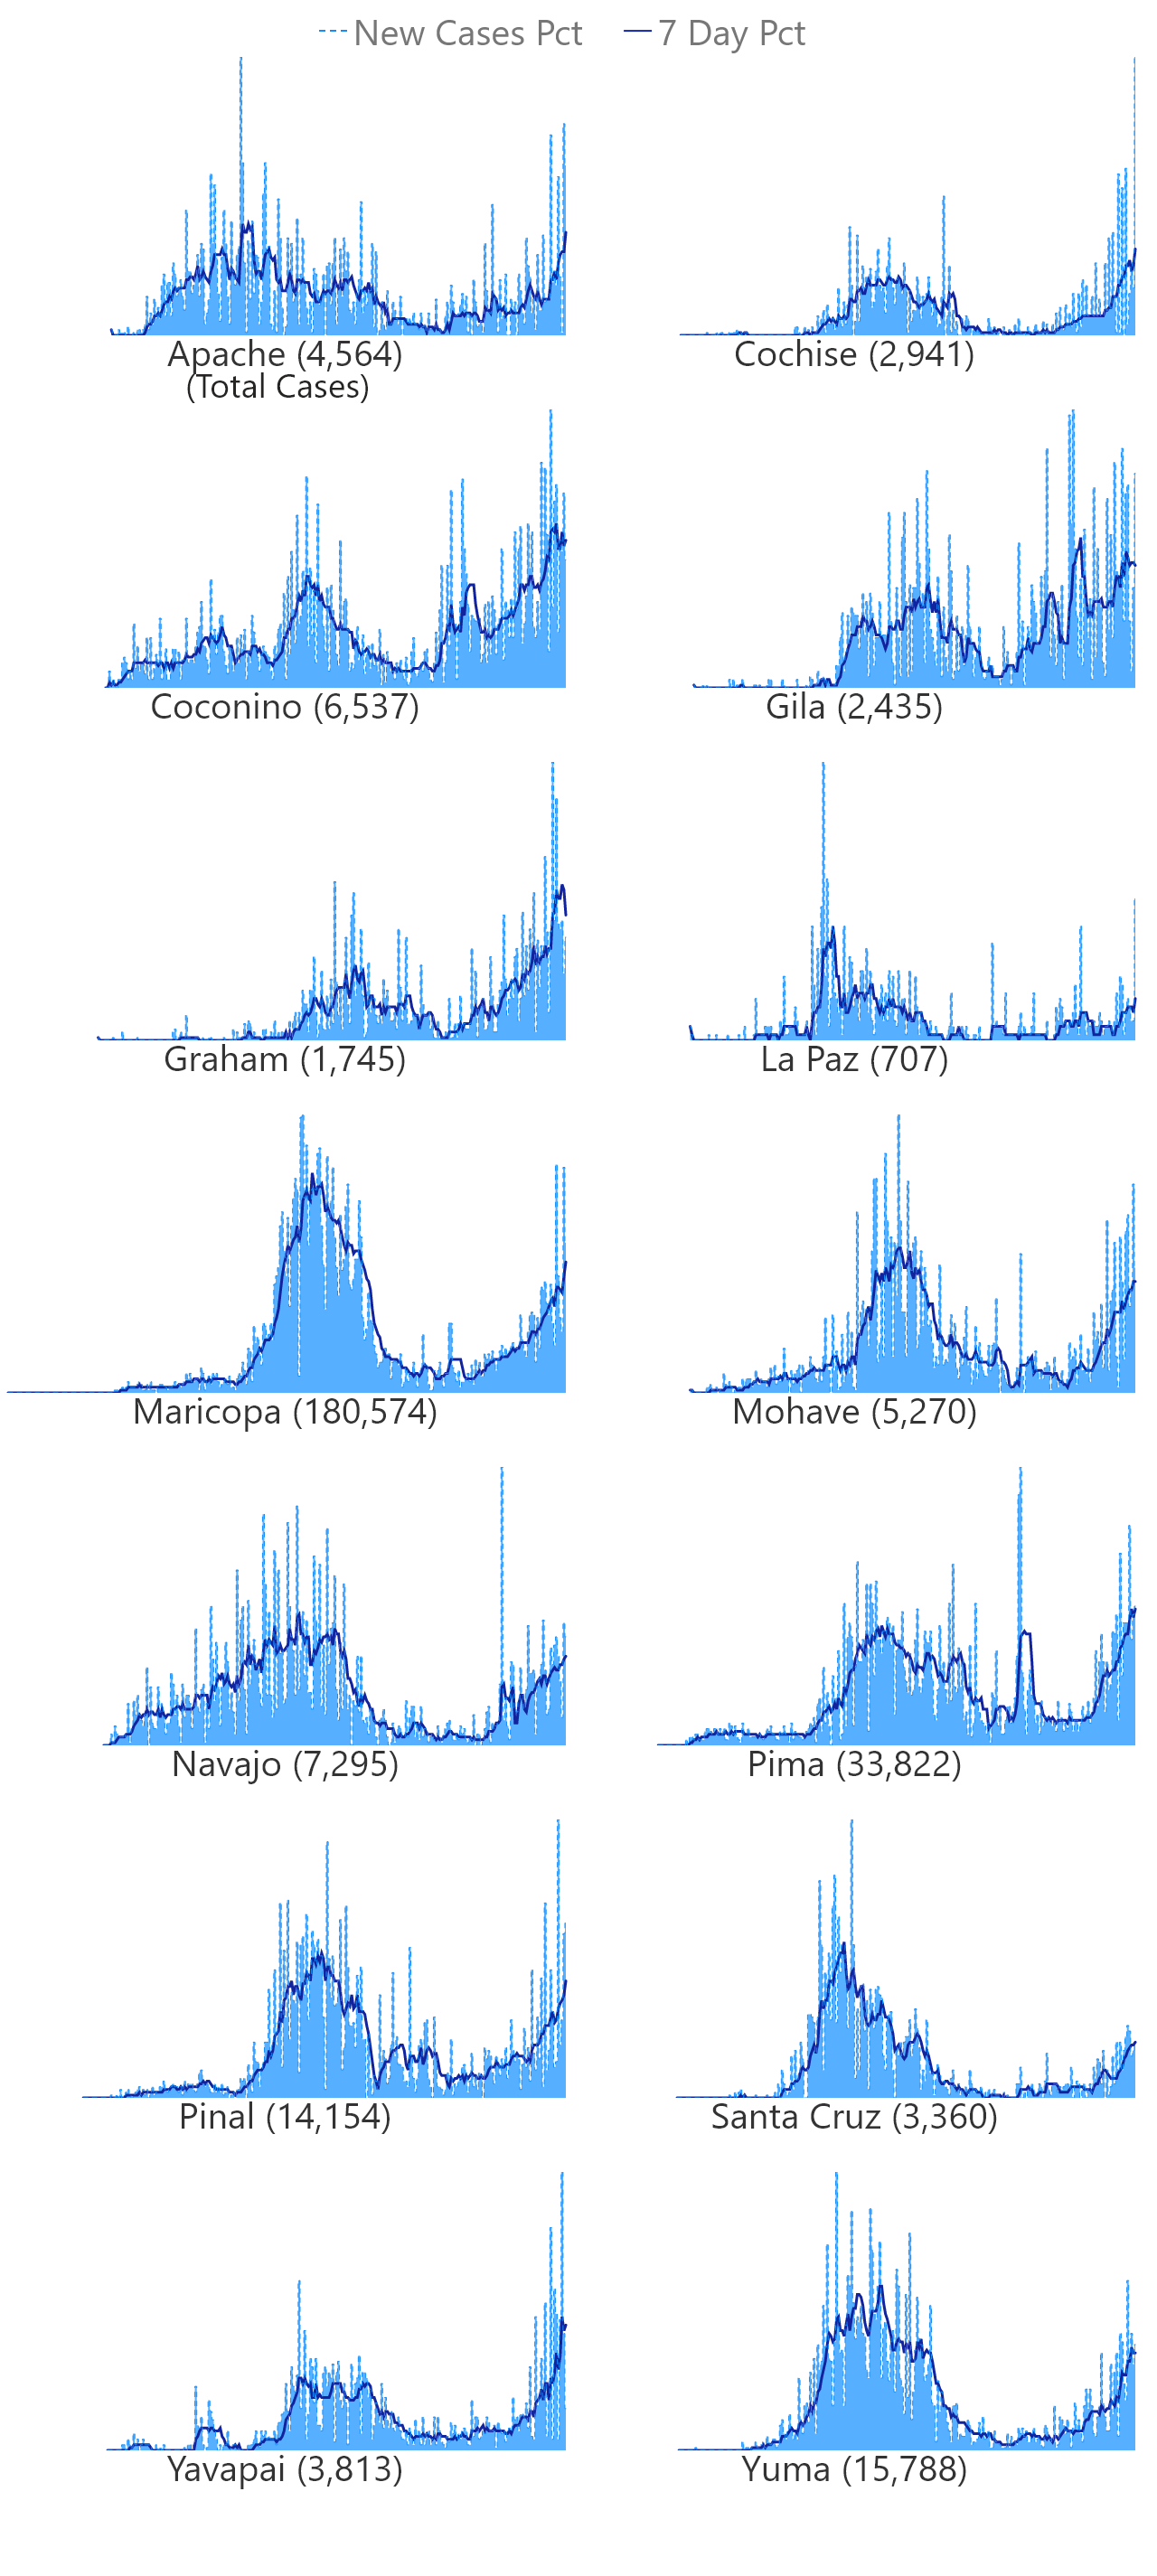 New Cases Pct 7 Day Pct
Apache (4,564) Cochise (2,941)
(Total Cases)
Coconino (6,537) Gila (2,435)
Graham (1,745) La Paz (707)
Maricopa (180,574) Mohave (5,270)
Navajo (7,295) Pima (33,822)
Pinal (14,154) Santa Cruz (3,360)
Yavapai (3,813) Yuma (15,788)